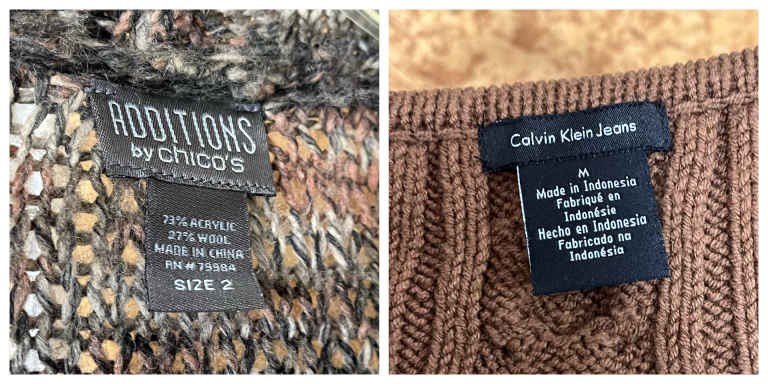 ADDITIONS
by chico's
73% ACRYLIC
27% WOOL
MADE IN CHINA
RN # 79984
SIZE 2
Calvin Klein Jeans
M
Made in Indonesia
Fabriqué en
Indonésie
Hecho en Indonesia
Fabricado na
Indonésia